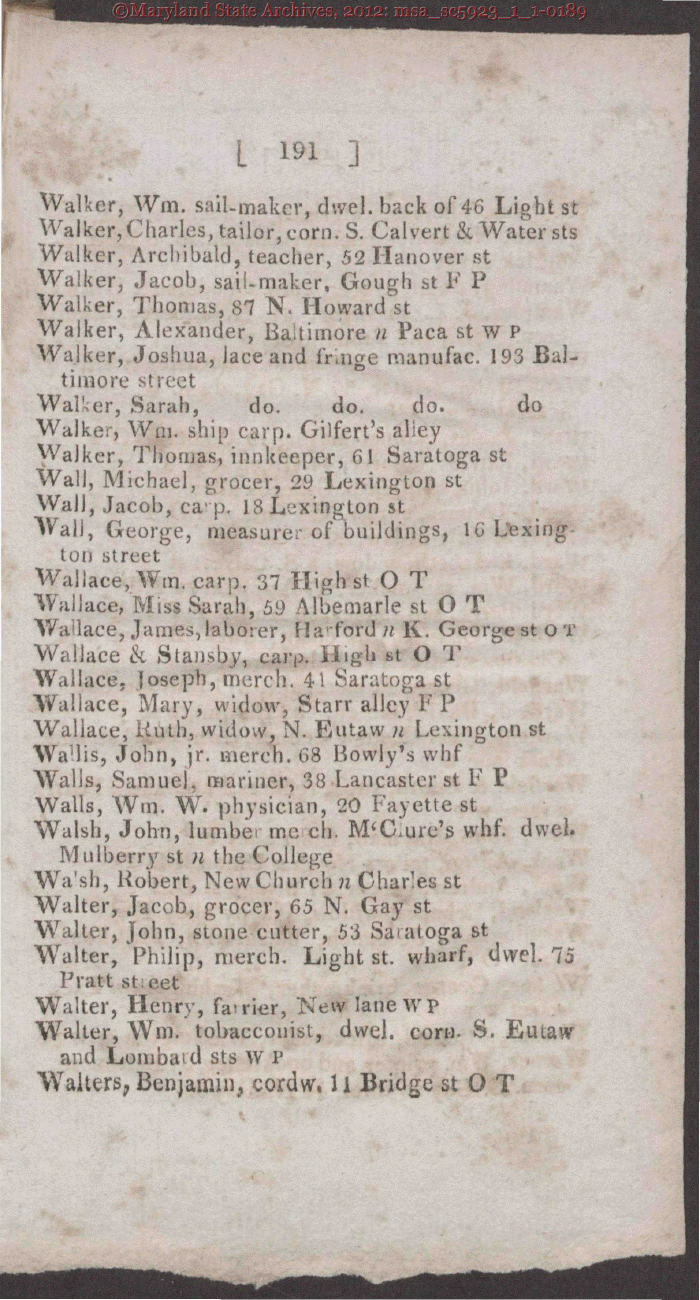 ©Maryland State Archives, 2012: msa_sc5923_1_1-0189
[ 191 ]
Walker, Wm. sail-maker, dwel. back of 46 Light st
Walker, Charles, tailor, corn. S. Calvert & Water sts
Walker, Archibald, teacher, 52 Hanover st
Walker, Jacob, sail-maker, Gough st F P
Walker, Thomas, 87 N. Howard st
Walker, Alexander, Baltimore n Paca st W P
Walker, Joshua, lace and fringe manufac. 193 Bal-
timore street
Walker, Sarah, do. do. do. do
Walker, Wm. ship carp. Gilfert's alley
Walker, Thomas, innkeeper, 61 Saratoga st
Wall, Michael, grocer, 29 Lexington st
Wall, Jacob, carp. 18 Lexington st
Wall, George, measurer of buildings, 16 Lexing-
ton street
Wallace, Wm. carp. 37 High st O T
Wallace, Miss Sarah, 59 Albemarle st O T
Wallace, James, laborer, Harford n K. George st O T
Wallace & Stansby, carp. High st O T
Wallace, Joseph, merch. 41 Saratoga st
Wallace, Mary, widow, Starr alley F P
Wallace, Ruth, widow, N. Eutaw n Lexington st
Wallis, John, jr. merch. 68 Bowly's whf
Walls, Samuel, mariner, 38 Lancaster st F P
Walls, Wm. W. physician, 20 Fayette st
Walsh, John, lumber merch. M'Clure's whf. dwel.
Mulberry st n the College
Walsh, Robert, New Church n Charles st
Walter, Jacob, grocer, 65 N. Gay st
Walter, John, stone cutter, 53 Saratoga st
Walter, Philip, merch. Light st. wharf, dwel. 75
Pratt street
Walter, Henry, farrier, New lane W P
Walter, Wm. tobacconist, dwel. corn. S. Eutaw
and Lombard sts W P
Walters, Benjamin, cordw. 11 Bridge st O T